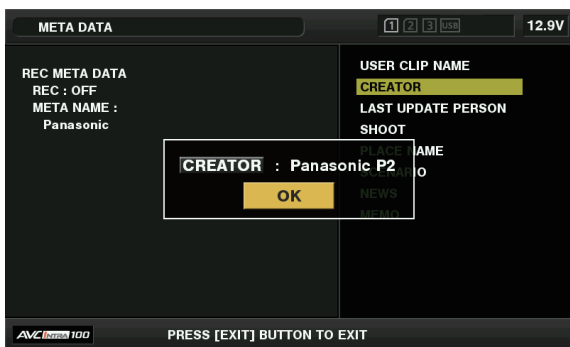 META DATA
1 2 3 USB
12.9V
REC META DATA
REC : OFF
META NAME :
Panasonic
USER CLIP NAME
CREATOR
LAST UPDATE PERSON
SHOOT
PLACE NAME
SCENARIO
NEWS
MEMO
CREATOR : Panasonic P2
OK
AVC Intra 100
PRESS [EXIT] BUTTON TO EXIT